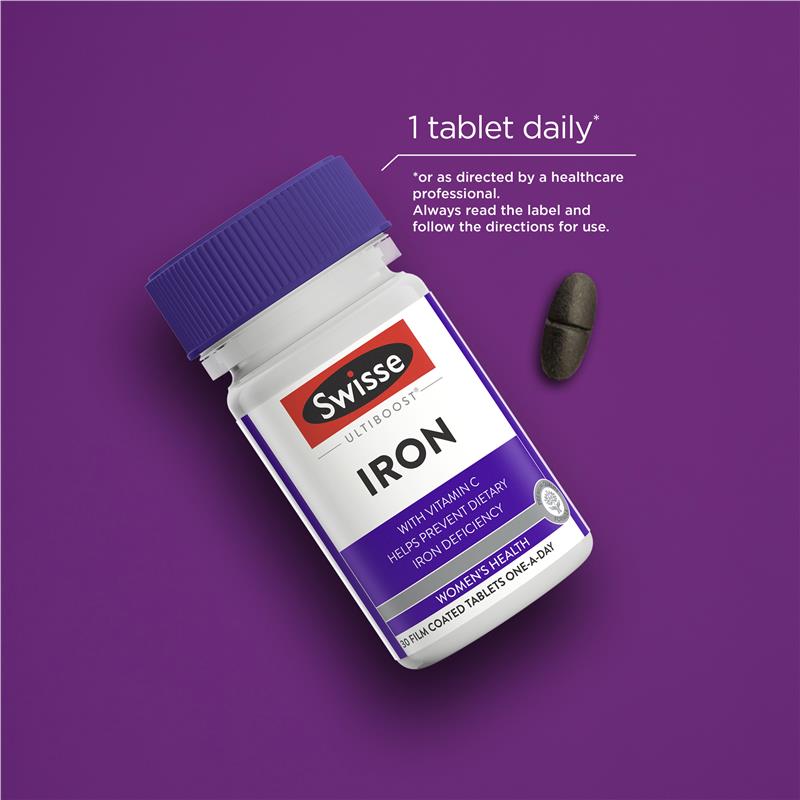 1 tablet daily*
*or as directed by a healthcare
professional.
Always read the label and
follow the directions for use.
Swisse
ULTIBOOST®
IRON
WITH VITAMIN C
HELPS PREVENT DIETARY
IRON DEFICIENCY
WOMEN'S HEALTH
30 FILM COATED TABLETS ONE-A-DAY